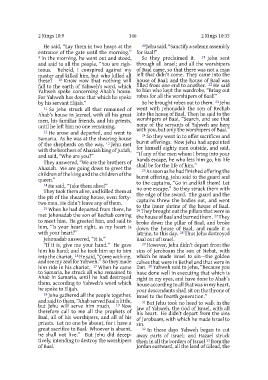 2 Kings 10:9
346
2 Kings 10:33
He said, "Lay them in two heaps at the
entrance of the gate until the morning."
9 In the morning, he went out and stood,
and said to all the people, "You are righ-
teous. Behold, I conspired against my
master and killed him, but who killed all
these? 10 Know now that nothing will
fall to the earth of Yahweh's word, which
Yahweh spoke concerning Ahab's house.
For Yahweh has done that which he spoke
by his servant Elijah."
11 So Jehu struck all that remained of
Ahab's house in Jezreel, with all his great
men, his familiar friends, and his priests,
until he left him no one remaining.
12 He arose and departed, and went to
Samaria. As he was at the shearing house
of the shepherds on the way, 13 Jehu met
with the brothers of Ahaziah king of Judah,
and said, "Who are you?"
They answered, "We are the brothers of
Ahaziah. We are going down to greet the
children of the king and the children of the
queen."
14 He said, "Take them alive!"
They took them alive, and killed them at
the pit of the shearing house, even forty-
two men. He didn't leave any of them.
15 When he had departed from there, he
met Jehonadab the son of Rechab coming
to meet him. He greeted him, and said to
him, "Is your heart right, as my heart is
with your heart?"
Jehonadab answered, "It is."
"If it is, give me your hand." He gave
him his hand; and he took him up to him
into the chariot. 16 He said, "Come with me,
and see my zeal for Yahweh." So they made
him ride in his chariot. 17 When he came
to Samaria, he struck all who remained to
Ahab in Samaria, until he had destroyed
them, according to Yahweh's word which
he spoke to Elijah.
18 Jehu gathered all the people together,
and said to them, "Ahab served Baal a little,
but Jehu will serve him much. 19 Now
therefore call to me all the prophets of
Baal, all of his worshipers, and all of his
priests. Let no one be absent, for I have a
great sacrifice to Baal. Whoever is absent,
he shall not live." But Jehu did decep-
tively, intending to destroy the worshipers
of Baal.
20 Jehu said, "Sanctify a solemn assembly
for Baal!"
So they proclaimed it. 21 Jehu sent
through all Israel; and all the worshipers
of Baal came, so that there was not a man
left that didn't come. They came into the
house of Baal; and the house of Baal was
filled from one end to another. 22 He said
to him who kept the wardrobe, "Bring out
robes for all the worshipers of Baal!"
So he brought robes out to them. 23 Jehu
went with Jehonadab the son of Rechab
into the house of Baal. Then he said to the
worshipers of Baal, "Search, and see that
none of the servants of Yahweh are here
with you, but only the worshipers of Baal."
24 So they went in to offer sacrifices and
burnt offerings. Now Jehu had appointed
for himself eighty men outside, and said,
"If any of the men whom I bring into your
hands escape, he who lets him go, his life
shall be for the life of him."
25 As soon as he had finished offering the
burnt offering, Jehu said to the guard and
to the captains, "Go in and kill them! Let
no one escape." So they struck them with
the edge of the sword. The guard and the
captains threw the bodies out, and went
to the inner shrine of the house of Baal.
26 They brought out the pillars that were in
the house of Baal and burned them. 27 They
broke down the pillar of Baal, and broke
down the house of Baal, and made it a
latrine, to this day. 28 Thus Jehu destroyed
Baal out of Israel.
29 However, Jehu didn't depart from the
sins of Jeroboam the son of Nebat, with
which he made Israel to sin—the golden
calves that were in Bethel and that were in
Dan. 30 Yahweh said to Jehu, "Because you
have done well in executing that which is
right in my eyes, and have done to Ahab's
house according to all that was in my heart,
your descendants shall sit on the throne of
Israel to the fourth generation."
31 But Jehu took no heed to walk in the
law of Yahweh, the God of Israel, with all
his heart. He didn't depart from the sins
of Jeroboam, with which he made Israel to
sin.
32 In those days Yahweh began to cut
away parts of Israel; and Hazael struck
them in all the borders of Israel 33 from the
Jordan eastward, all the land of Gilead, the